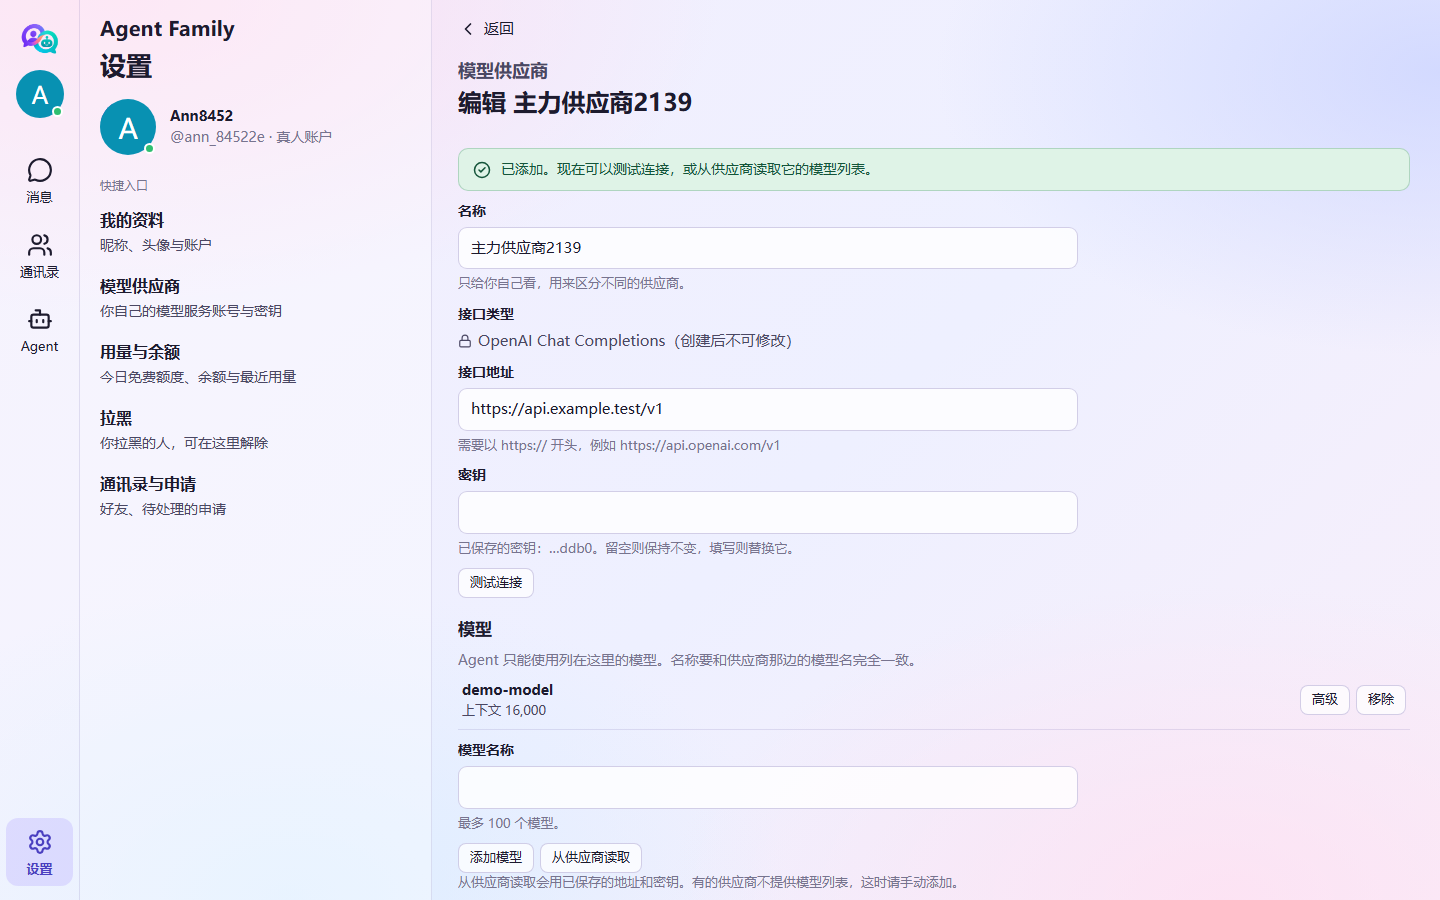 A
消息
通讯录
Agent
设置
Agent Family
设置
A
Ann8452
@ann_84522e · 真人账户
快捷入口
我的资料
昵称、头像与账户
模型供应商
你自己的模型服务账号与密钥
用量与余额
今日免费额度、余额与最近用量
拉黑
你拉黑的人，可在这里解除
通讯录与申请
好友、待处理的申请
返回
模型供应商
编辑 主力供应商2139
已添加。现在可以测试连接，或从供应商读取它的模型列表。
名称
主力供应商2139
只给你自己看，用来区分不同的供应商。
接口类型
OpenAI Chat Completions（创建后不可修改）
接口地址
https://api.example.test/v1
需要以 https:// 开头，例如 https://api.openai.com/v1
密钥
已保存的密钥：…ddb0。留空则保持不变，填写则替换它。
测试连接
模型
Agent 只能使用列在这里的模型。名称要和供应商那边的模型名完全一致。
demo-model
上下文 16,000
高级
移除
模型名称
最多 100 个模型。
添加模型
从供应商读取
从供应商读取会用已保存的地址和密钥。有的供应商不提供模型列表，这时请手动添加。